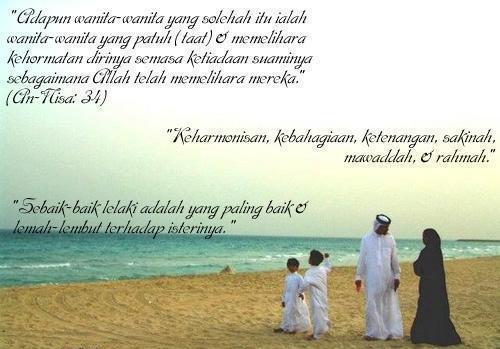 "Adapun wanita-wanita yang solehah itu ialah
wanita-wanita yang patuh (taat) & memelihara
kehormatan dirinya semasa ketiadaan suaminya
sebagaimana Allah telah memelihara mereka."
(An-Nisa: 34)
"Keharmonisan, kebahagiaan, ketenangan, sakinah,
mawaddah, & rahmah."
"Sebaik-baik lelaki adalah yang paling baik &
lemah-lembut terhadap isterinya."